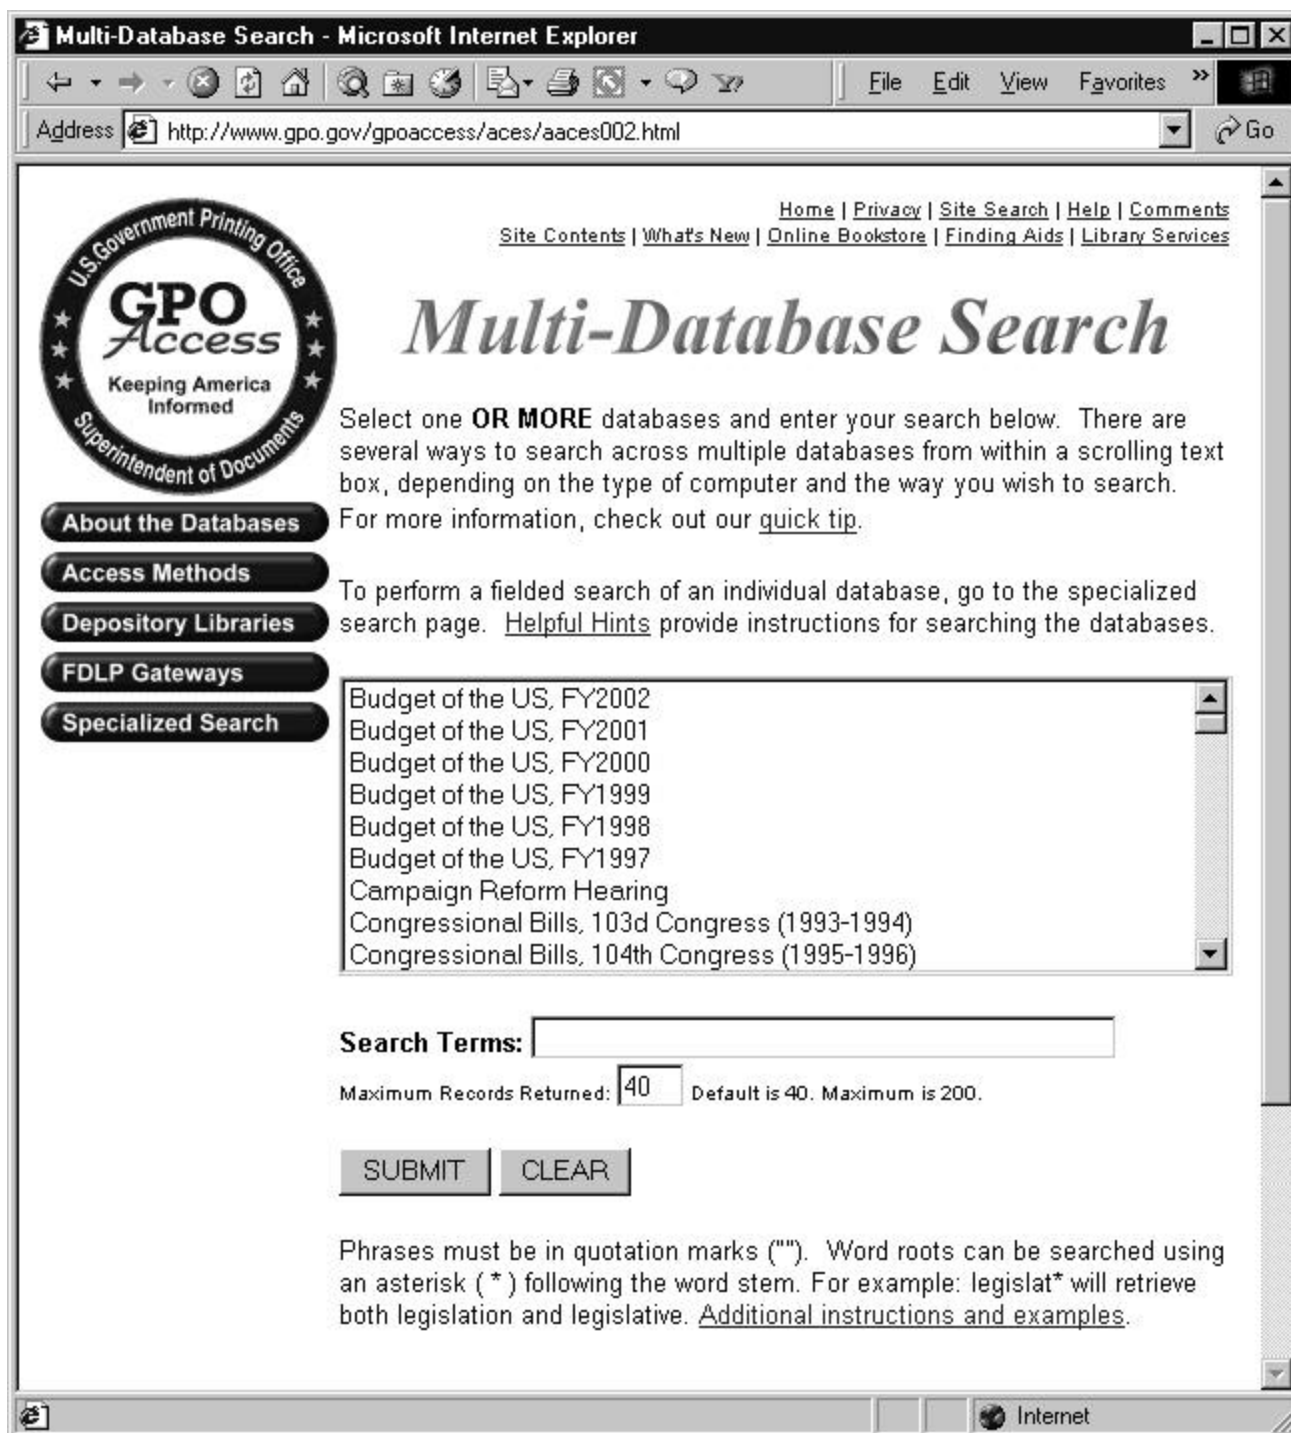 Multi-Database Search - Microsoft Internet Explorer
File Edit View Favorites »
Address http://www.gpo.gov/gpoaccess/aces/aaces002.html Go
Home | Privacy | Site Search | Help | Comments
Site Contents | What's New | Online Bookstore | Finding Aids | Library Services
U.S. Government Printing Office
GPO
Access
Keeping America
Informed
Superintendent of Documents
Multi-Database Search
Select one OR MORE databases and enter your search below. There are
several ways to search across multiple databases from within a scrolling text
box, depending on the type of computer and the way you wish to search.
For more information, check out our quick tip.
About the Databases
Access Methods
Depository Libraries
FDLP Gateways
Specialized Search
To perform a fielded search of an individual database, go to the specialized
search page. Helpful Hints provide instructions for searching the databases.
Budget of the US, FY2002
Budget of the US, FY2001
Budget of the US, FY2000
Budget of the US, FY1999
Budget of the US, FY1998
Budget of the US, FY1997
Campaign Reform Hearing
Congressional Bills, 103d Congress (1993-1994)
Congressional Bills, 104th Congress (1995-1996)
Search Terms:
Maximum Records Returned: 40 Default is 40. Maximum is 200.
SUBMIT CLEAR
Phrases must be in quotation marks (""). Word roots can be searched using
an asterisk ( * ) following the word stem. For example: legislat* will retrieve
both legislation and legislative. Additional instructions and examples.
Internet